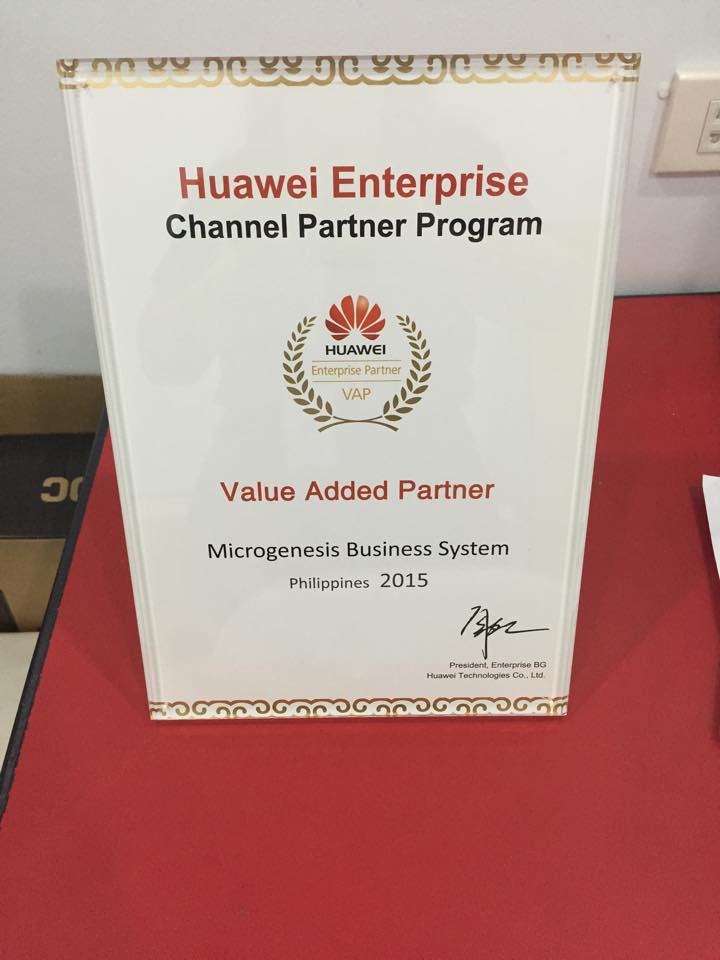 Huawei Enterprise
Channel Partner Program
HUAWEI
Enterprise Partner
VAP
Value Added Partner
Microgenesis Business System
Philippines 2015
President, Enterprise BG
Huawei Technologies Co., Ltd.